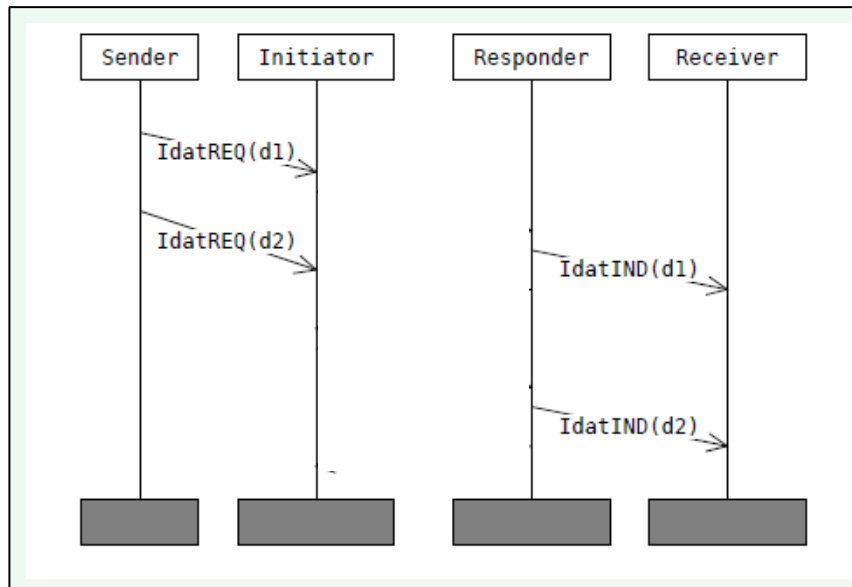 Sender
Initiator
Responder
Receiver
IdatREQ(d1)
IdatREQ(d2)
IdatIND(d1)
IdatIND(d2)